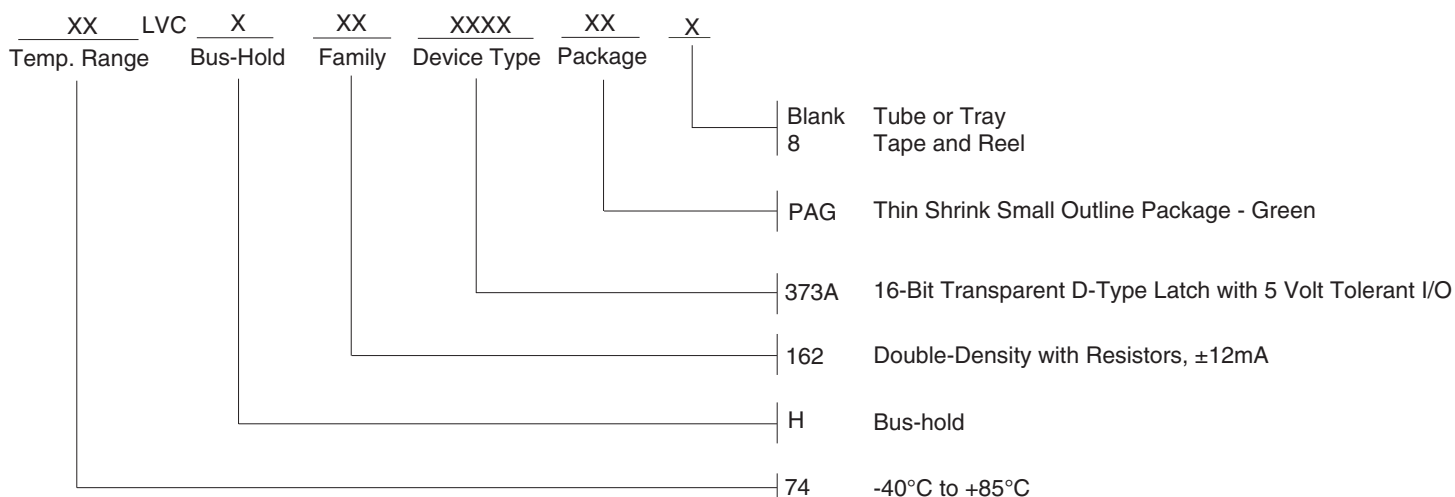 XX LVC X XX XXXX XX X
Temp. Range Bus-Hold Family Device Type Package
Blank Tube or Tray
8 Tape and Reel
PAG Thin Shrink Small Outline Package - Green
373A 16-Bit Transparent D-Type Latch with 5 Volt Tolerant I/O
162 Double-Density with Resistors, ±12mA
H Bus-hold
74 -40°C to +85°C